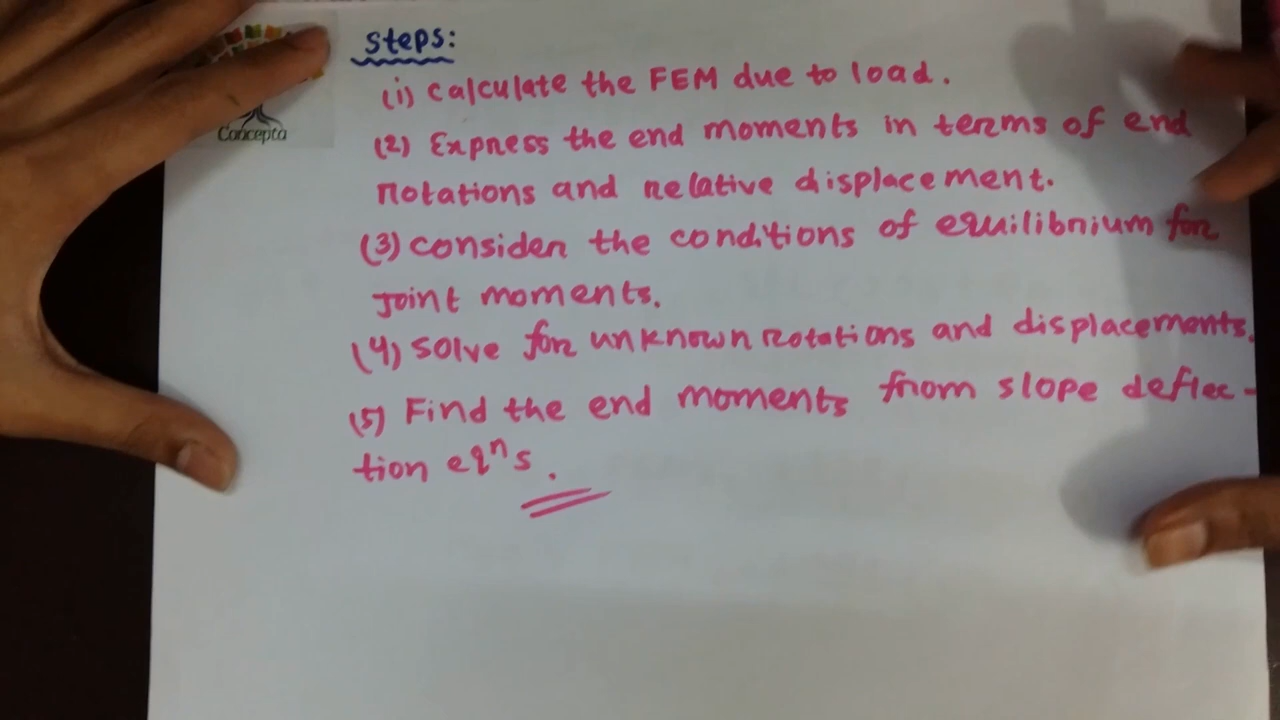 Concepta
steps:
(1) calculate the FEM due to load.
(2) Express the end moments in terms of end
rotations and relative displacement.
(3) consider the conditions of equilibrium for
joint moments.
(4) solve for unknown rotations and displacements.
(5) Find the end moments from slope deflec-
tion eqⁿs.